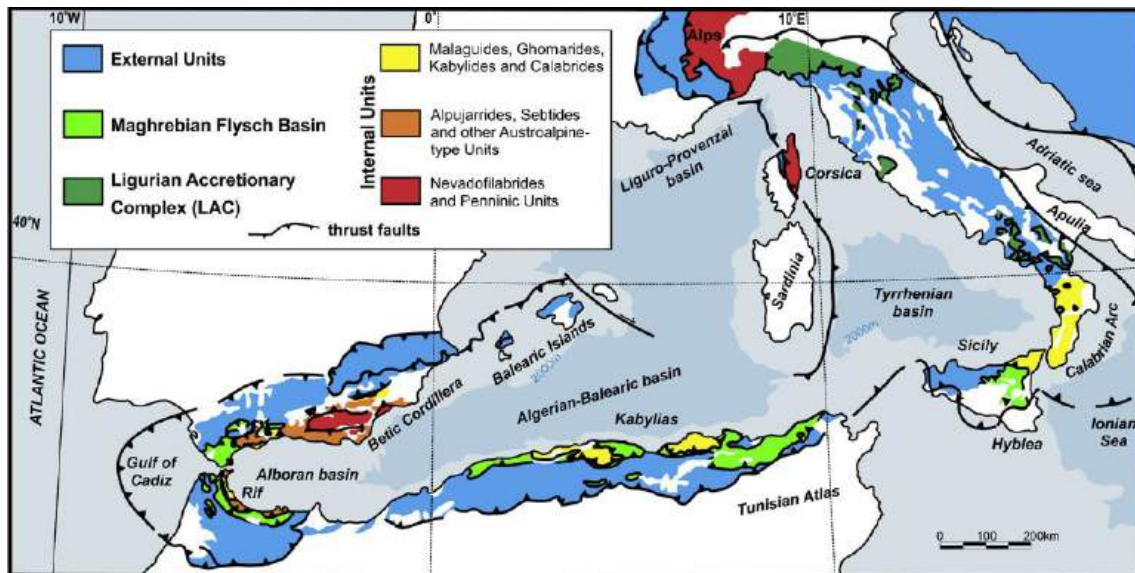 10°W
0°
10°E
40°N
External Units
Maghrebian Flysch Basin
Ligurian Accretionary
Complex (LAC)
Internal Units
Malaguides, Ghomarides,
Kabylides and Calabrides
Alpujarrides, Sebtides
and other Austroalpine-
type Units
Nevadofilabrides
and Penninic Units
thrust faults
Alps
Liguro-Provenzal
basin
Corsica
Adriatic sea
Apulia
Sardinia
Tyrrhenian
basin
2000m
Calabrian Arc
Sicily
Ionian
Sea
Hyblea
ATLANTIC OCEAN
Balearic Islands
2000m
Betic Cordillera
Algerian-Balearic basin
Kabylias
Gulf of
Cadiz
Alboran basin
Rif
Tunisian Atlas
0 100 200km